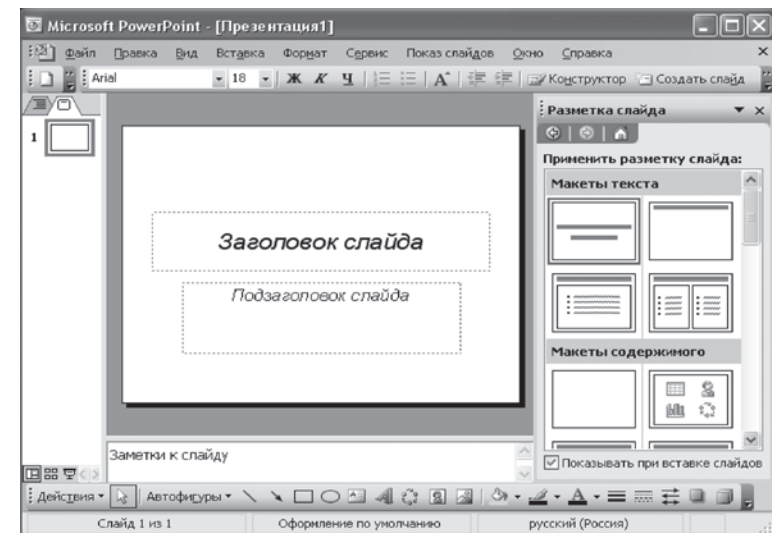 Microsoft PowerPoint - [Презентация1]
Файл Правка Вид Вставка Формат Сервис Показ слайдов Окно Справка
Arial 18 Ж К Ч А Конструктор Создать слайд
1
Разметка слайда
Применить разметку слайда:
Макеты текста
Заголовок слайда
Подзаголовок слайда
Макеты содержимого
Заметки к слайду
Показывать при вставке слайдов
Действия Автофигуры А
Слайд 1 из 1 Оформление по умолчанию русский (Россия)